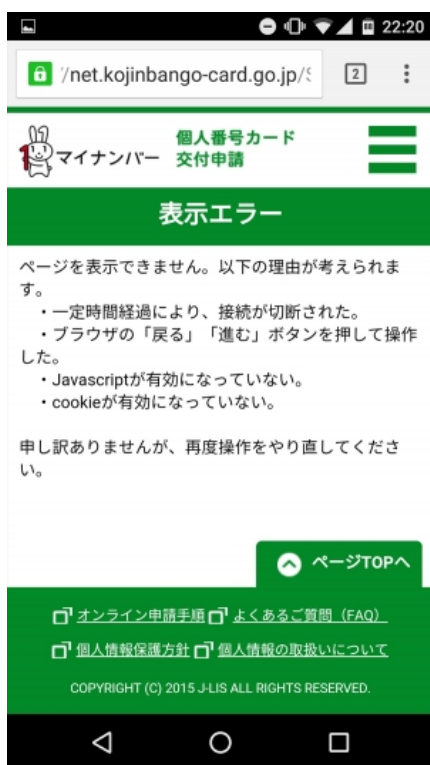 22:20
/net.kojinbango-card.go.jp/S
2
マイナンバー
個人番号カード
交付申請
表示エラー
ページを表示できません。以下の理由が考えられま
す。
・一定時間経過により、接続が切断された。
・ブラウザの「戻る」「進む」ボタンを押して操作
した。
・Javascriptが有効になっていない。
・cookieが有効になっていない。
申し訳ありませんが、再度操作をやり直してくださ
い。
ページTOPへ
オンライン申請手順 よくあるご質問（FAQ）
個人情報保護方針 個人情報の取扱いについて
COPYRIGHT (C) 2015 J-LIS ALL RIGHTS RESERVED.